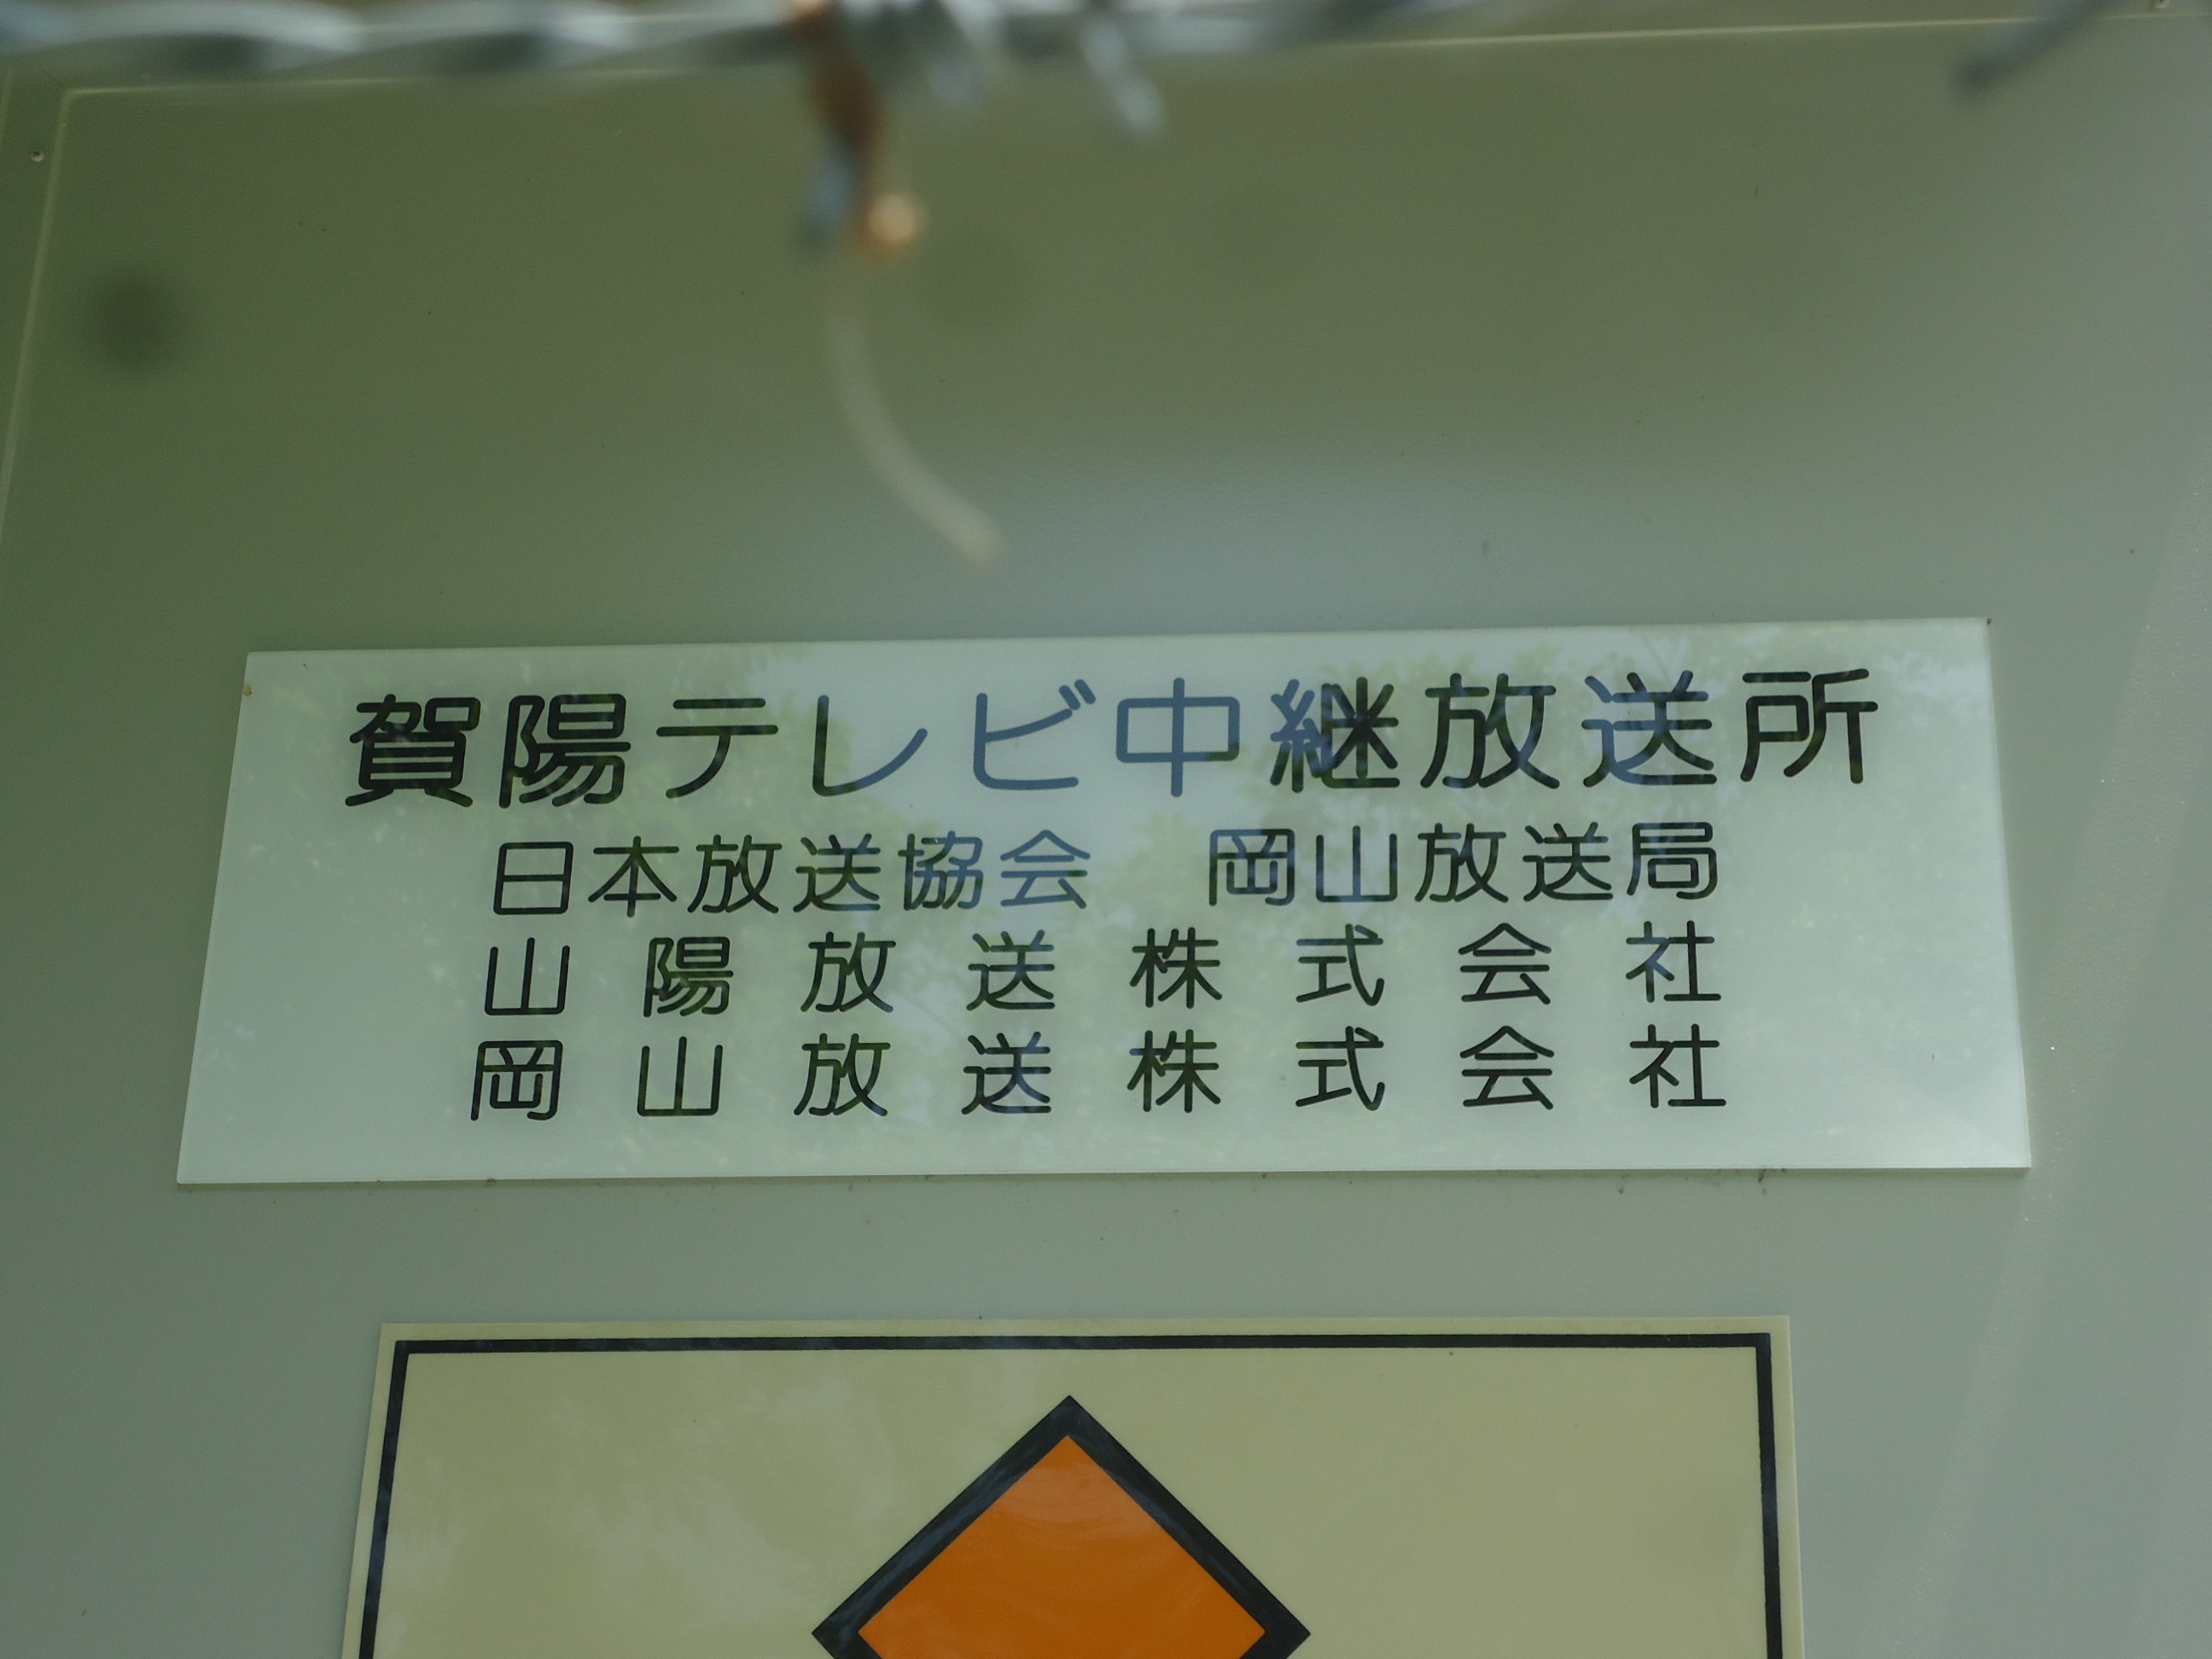 賀陽テレビ中継放送所
日本放送協会　岡山放送局
山陽放送株式会社
岡山放送株式会社